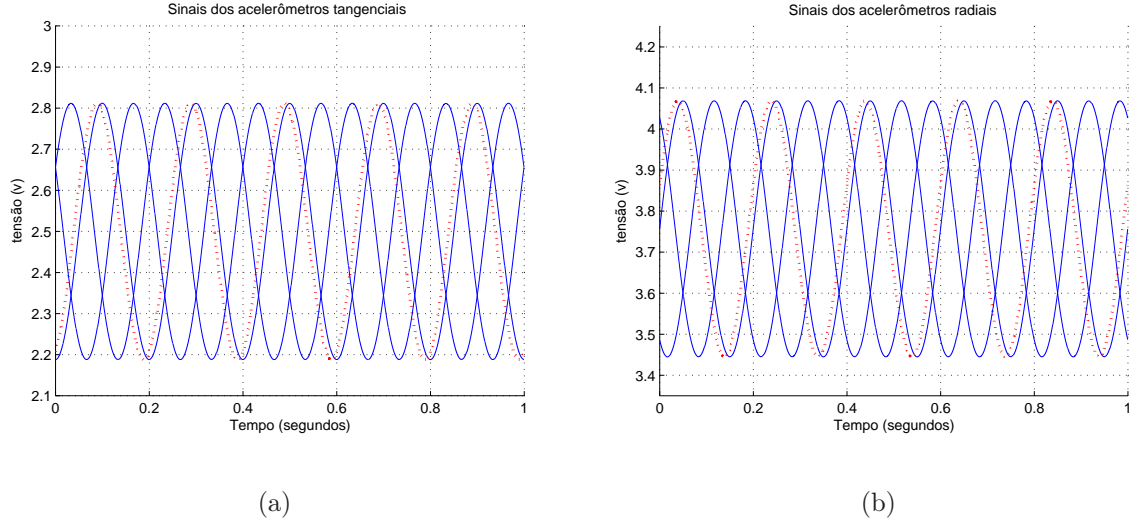 Sinais dos acelerômetros tangenciais
3
2.9
2.8
2.7
2.6
2.5
2.4
2.3
2.2
2.1
tensão (v)
0 0.2 0.4 0.6 0.8 1
Tempo (segundos)
(a)
Sinais dos acelerômetros radiais
4.2
4.1
4
3.9
3.8
3.7
3.6
3.5
3.4
tensão (v)
0 0.2 0.4 0.6 0.8 1
Tempo (segundos)
(b)